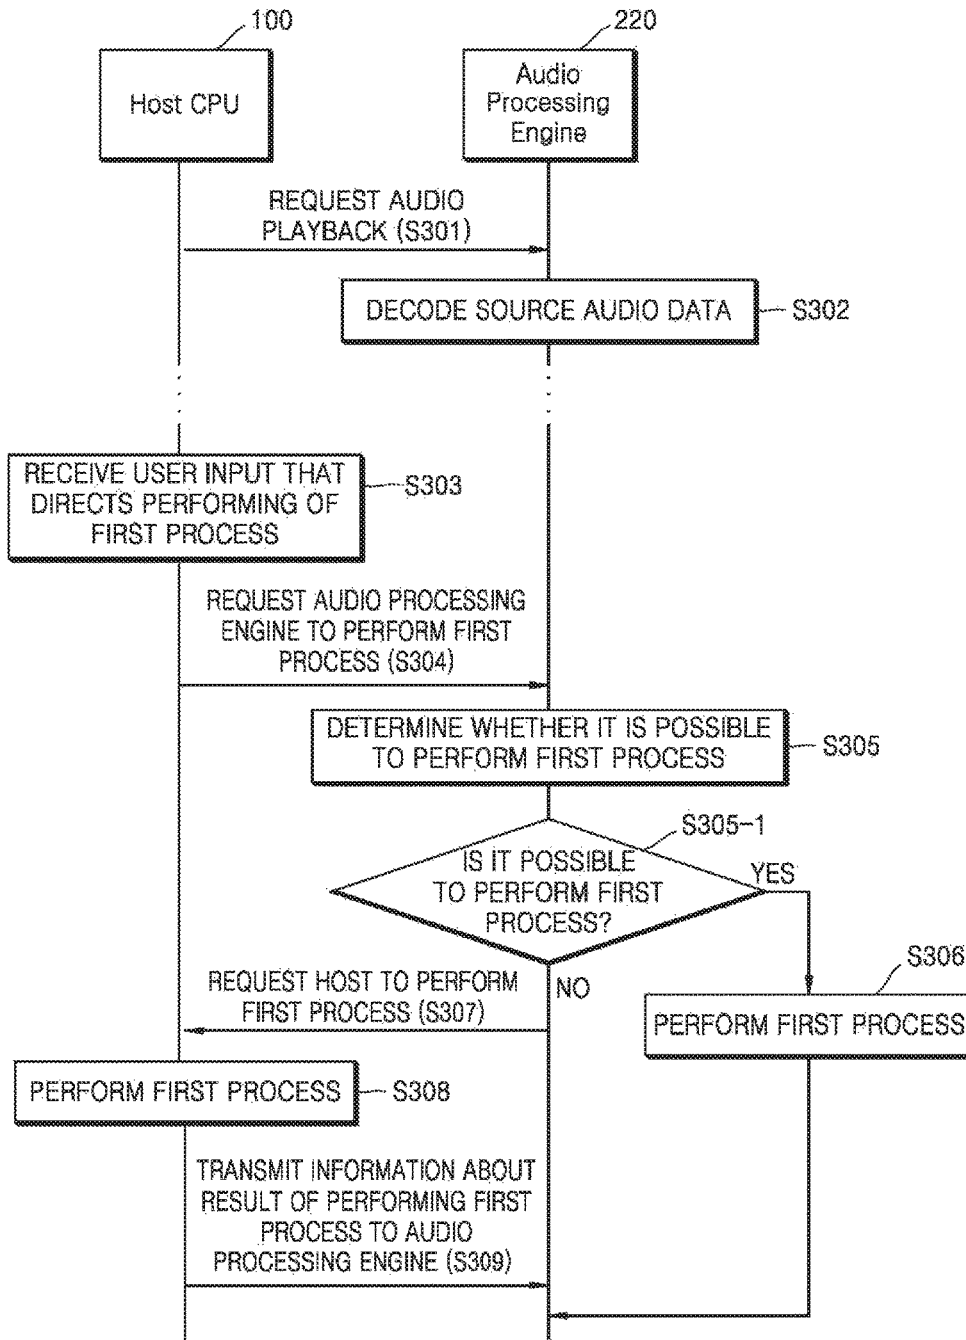 100
220
Host CPU
Audio
Processing
Engine
REQUEST AUDIO
PLAYBACK (S301)
DECODE SOURCE AUDIO DATA
S302
RECEIVE USER INPUT THAT
DIRECTS PERFORMING OF
FIRST PROCESS
S303
REQUEST AUDIO PROCESSING
ENGINE TO PERFORM FIRST
PROCESS (S304)
DETERMINE WHETHER IT IS POSSIBLE
TO PERFORM FIRST PROCESS
S305
S305-1
IS IT POSSIBLE
TO PERFORM FIRST
PROCESS?
YES
NO
S306
PERFORM FIRST PROCESS
REQUEST HOST TO PERFORM
FIRST PROCESS (S307)
PERFORM FIRST PROCESS
S308
TRANSMIT INFORMATION ABOUT
RESULT OF PERFORMING FIRST
PROCESS TO AUDIO
PROCESSING ENGINE (S309)